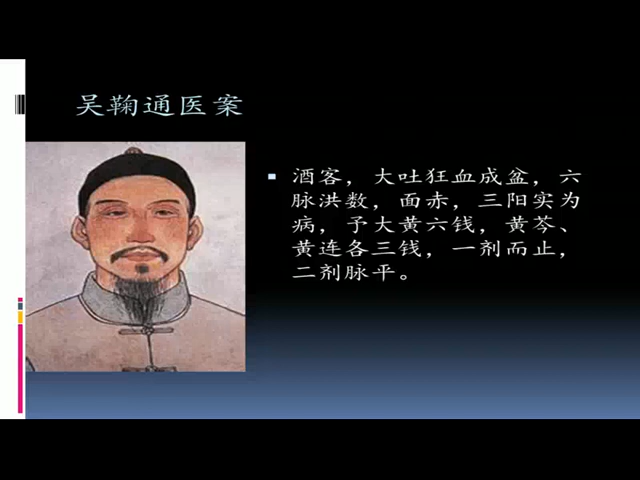 吴鞠通医案
酒客，大吐狂血成盆，六
脉洪数，面赤，三阳实为
病，予大黄六钱，黄芩、
黄连各三钱，一剂而止，
二剂脉平。